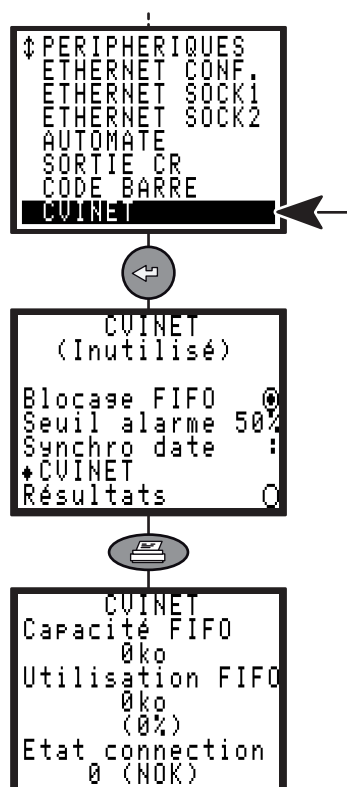 PERIPHERIQUES
ETHERNET CONF.
ETHERNET SOCK1
ETHERNET SOCK2
AUTOMATE
SORTIE CR
CODE BARRE
CVINET
CVINET
(Inutilisé)
Blocage FIFO
Seuil alarme 50%
Synchro date :
CVINET
Résultats
CVINET
Capacité FIFO
0ko
Utilisation FIFO
0ko
(0%)
Etat connection
0 (NOK)